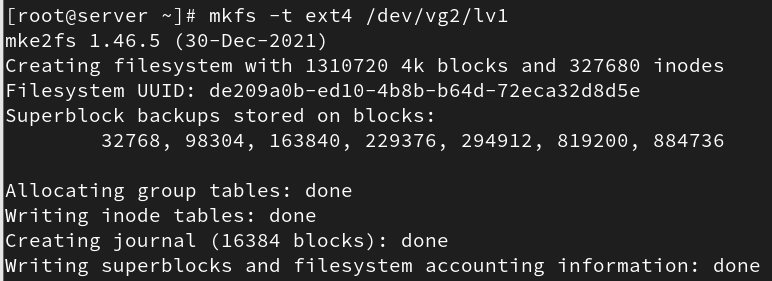 [root@server ~]# mkfs -t ext4 /dev/vg2/lv1
mke2fs 1.46.5 (30-Dec-2021)
Creating filesystem with 1310720 4k blocks and 327680 inodes
Filesystem UUID: de209a0b-ed10-4b8b-b64d-72eca32d8d5e
Superblock backups stored on blocks:
        32768, 98304, 163840, 229376, 294912, 819200, 884736
Allocating group tables: done
Writing inode tables: done
Creating journal (16384 blocks): done
Writing superblocks and filesystem accounting information: done